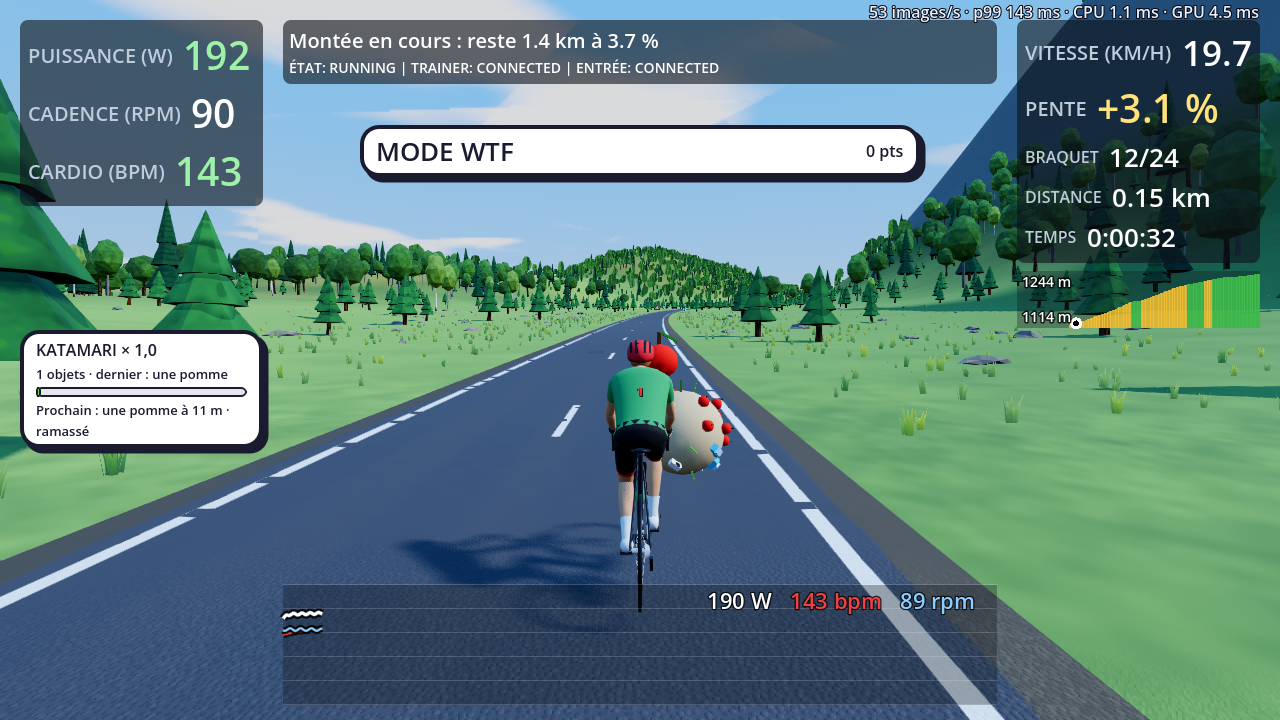 53 images/s · p99 143 ms · CPU 1.1 ms · GPU 4.5 ms
PUISSANCE (W) 192
CADENCE (RPM) 90
CARDIO (BPM) 143
Montée en cours : reste 1.4 km à 3.7 %
ÉTAT: RUNNING | TRAINER: CONNECTED | ENTRÉE: CONNECTED
VITESSE (KM/H) 19.7
PENTE +3.1 %
BRAQUET 12/24
DISTANCE 0.15 km
TEMPS 0:00:32
1244 m
1114 m
MODE WTF 0 pts
KATAMARI × 1,0
1 objets · dernier : une pomme
Prochain : une pomme à 11 m ·
ramassé
1
190 W 143 bpm 89 rpm